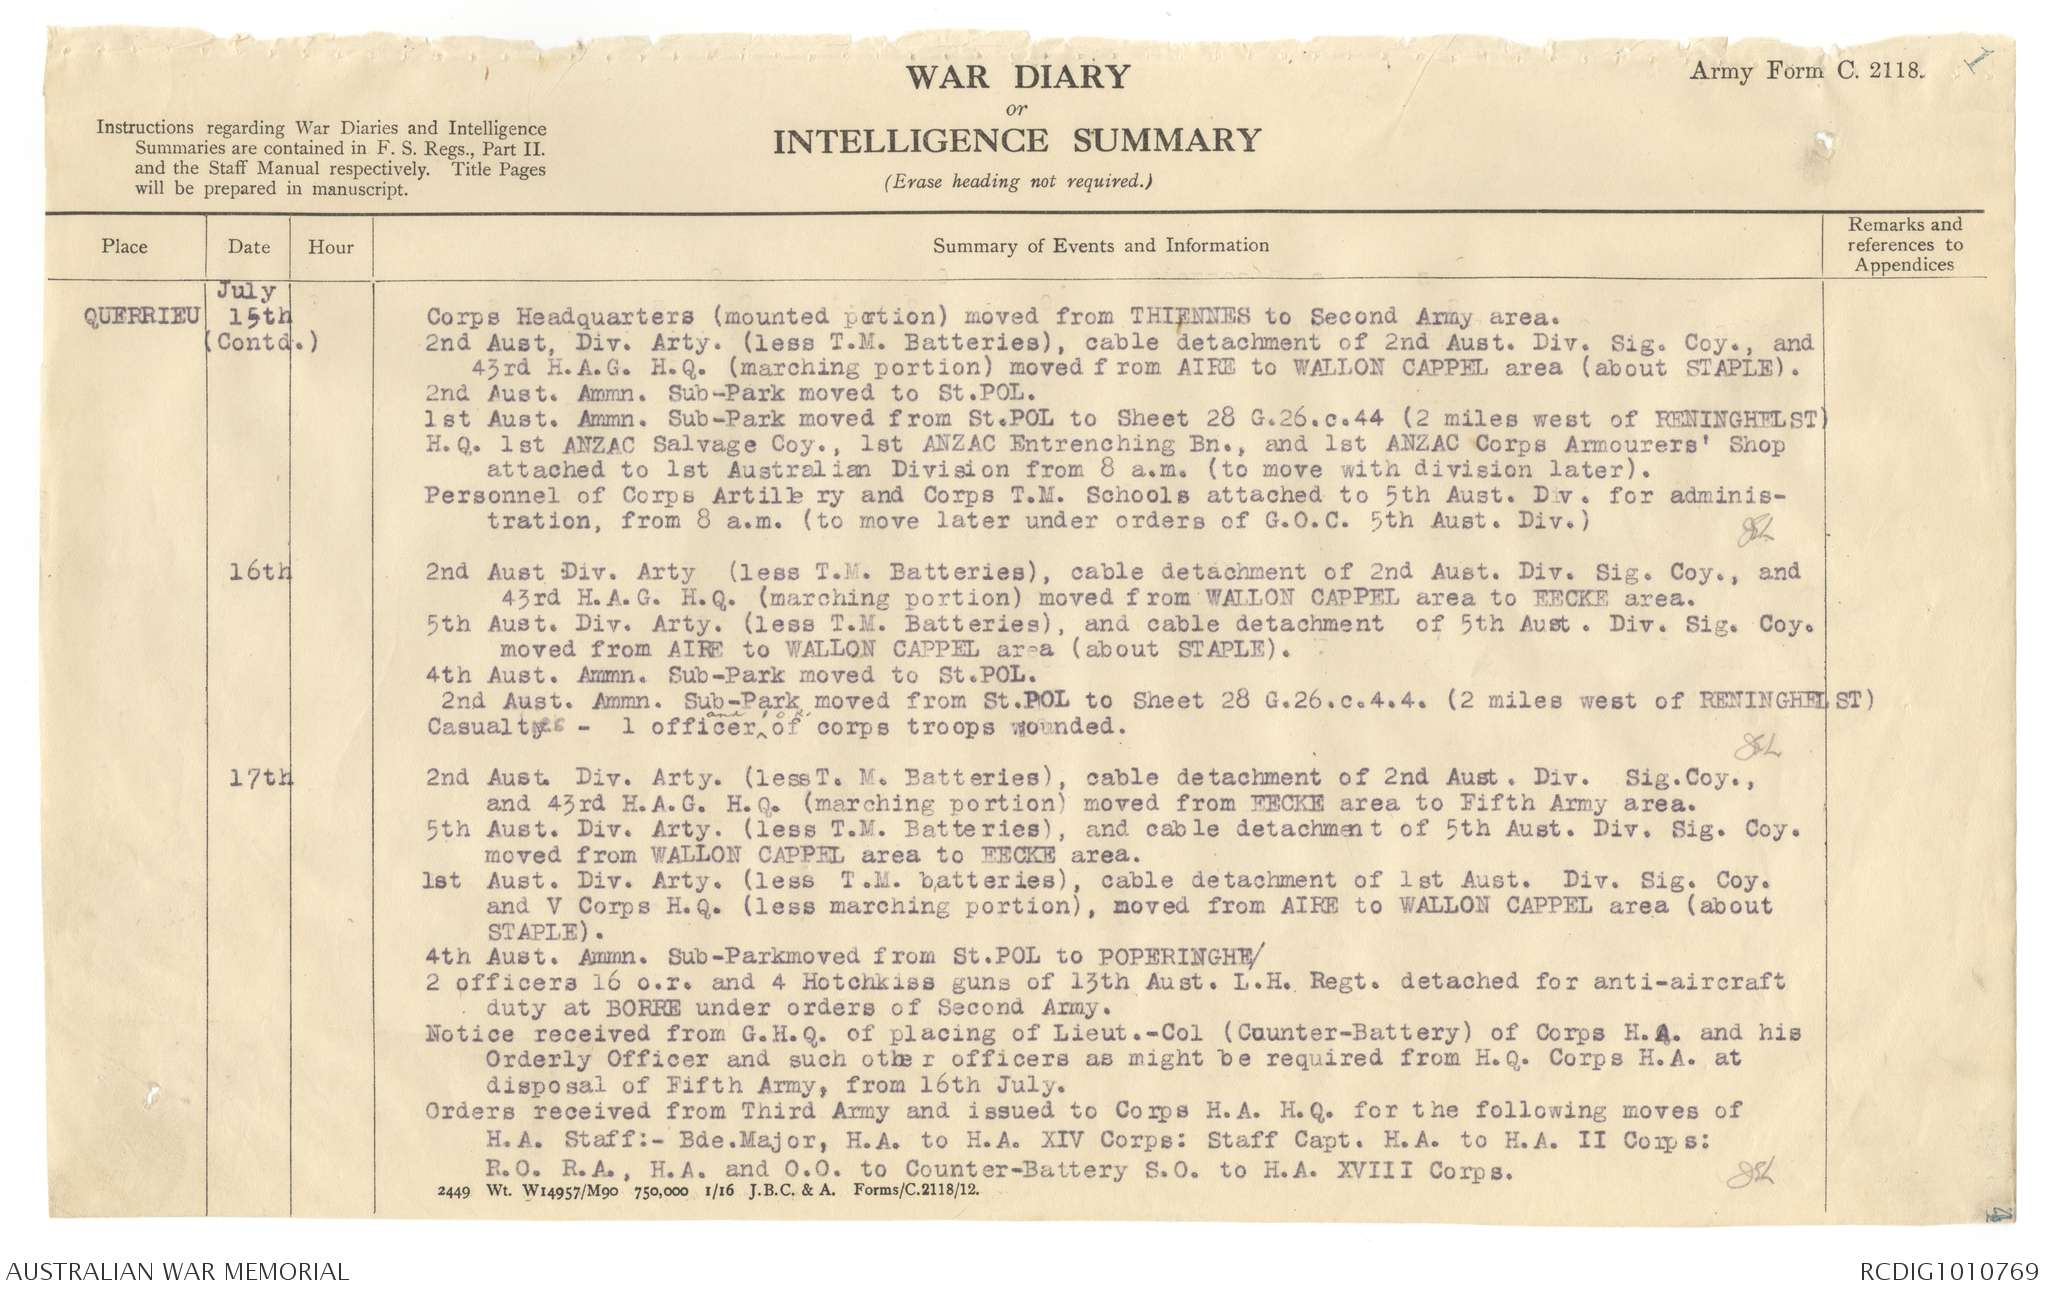 WAR DIARY
or
INTELLIGENCE SUMMARY
(Erase heading not required.)
Army Form C. 2118.
Instructions regarding War Diaries and Intelligence
Summaries are contained in F. S. Regs., Part II.
and the Staff Manual respectively. Title Pages
will be prepared in manuscript.
Place Date Hour Summary of Events and Information Remarks and references to Appendices
July
QUERRIEU 15th Corps Headquarters (mounted portion) moved from THIENNES to Second Army area.
(Contd.) 2nd Aust, Div. Arty. (less T.M. Batteries), cable detachment of 2nd Aust. Div. Sig. Coy., and
43rd H.A.G. H.Q. (marching portion) moved from AIRE to WALLON CAPPEL area (about STAPLE).
2nd Aust. Ammn. Sub-Park moved to St.POL.
1st Aust. Ammn. Sub-Park moved from St.POL to Sheet 28 G.26.c.44 (2 miles west of RENINGHELST)
H.Q. 1st ANZAC Salvage Coy., 1st ANZAC Entrenching Bn., and 1st ANZAC Corps Armourers' Shop
attached to 1st Australian Division from 8 a.m. (to move with division later).
Personnel of Corps Artillery and Corps T.M. Schools attached to 5th Aust. Div. for adminis-
tration, from 8 a.m. (to move later under orders of G.O.C. 5th Aust. Div.)
16th 2nd Aust Div. Arty (less T.M. Batteries), cable detachment of 2nd Aust. Div. Sig. Coy., and
43rd H.A.G. H.Q. (marching portion) moved from WALLON CAPPEL area to EECKE area.
5th Aust. Div. Arty. (less T.M. Batteries), and cable detachment of 5th Aust. Div. Sig. Coy.
moved from AIRE to WALLON CAPPEL area (about STAPLE).
4th Aust. Ammn. Sub-Park moved to St.POL.
2nd Aust. Ammn. Sub-Park moved from St.POL to Sheet 28 G.26.c.4.4. (2 miles west of RENINGHELST)
Casualties - 1 officer and 1 o.r. of corps troops wounded.
17th 2nd Aust. Div. Arty. (less T. M. Batteries), cable detachment of 2nd Aust. Div. Sig.Coy.,
and 43rd H.A.G. H.Q. (marching portion) moved from EECKE area to Fifth Army area.
5th Aust. Div. Arty. (less T.M. Batteries), and cable detachment of 5th Aust. Div. Sig. Coy.
moved from WALLON CAPPEL area to EECKE area.
1st Aust. Div. Arty. (less T.M. batteries), cable detachment of 1st Aust. Div. Sig. Coy.
and V Corps H.Q. (less marching portion), moved from AIRE to WALLON CAPPEL area (about
STAPLE).
4th Aust. Ammn. Sub-Parkmoved from St.POL to POPERINGHE/
2 officers 16 o.r. and 4 Hotchkiss guns of 13th Aust. L.H. Regt. detached for anti-aircraft
duty at BORRE under orders of Second Army.
Notice received from G.H.Q. of placing of Lieut.-Col (Counter-Battery) of Corps H.A. and his
Orderly Officer and such other officers as might be required from H.Q. Corps H.A. at
disposal of Fifth Army, from 16th July.
Orders received from Third Army and issued to Corps H.A. H.Q. for the following moves of
H.A. Staff:- Bde.Major, H.A. to H.A. XIV Corps: Staff Capt. H.A. to H.A. II Corps:
R.O. R.A., H.A. and O.O. to Counter-Battery S.O. to H.A. XVIII Corps.
2449 Wt. W14957/M90 750,000 1/16 J.B.C. & A. Forms/C.2118/12.
AUSTRALIAN WAR MEMORIAL
RCDIG1010769